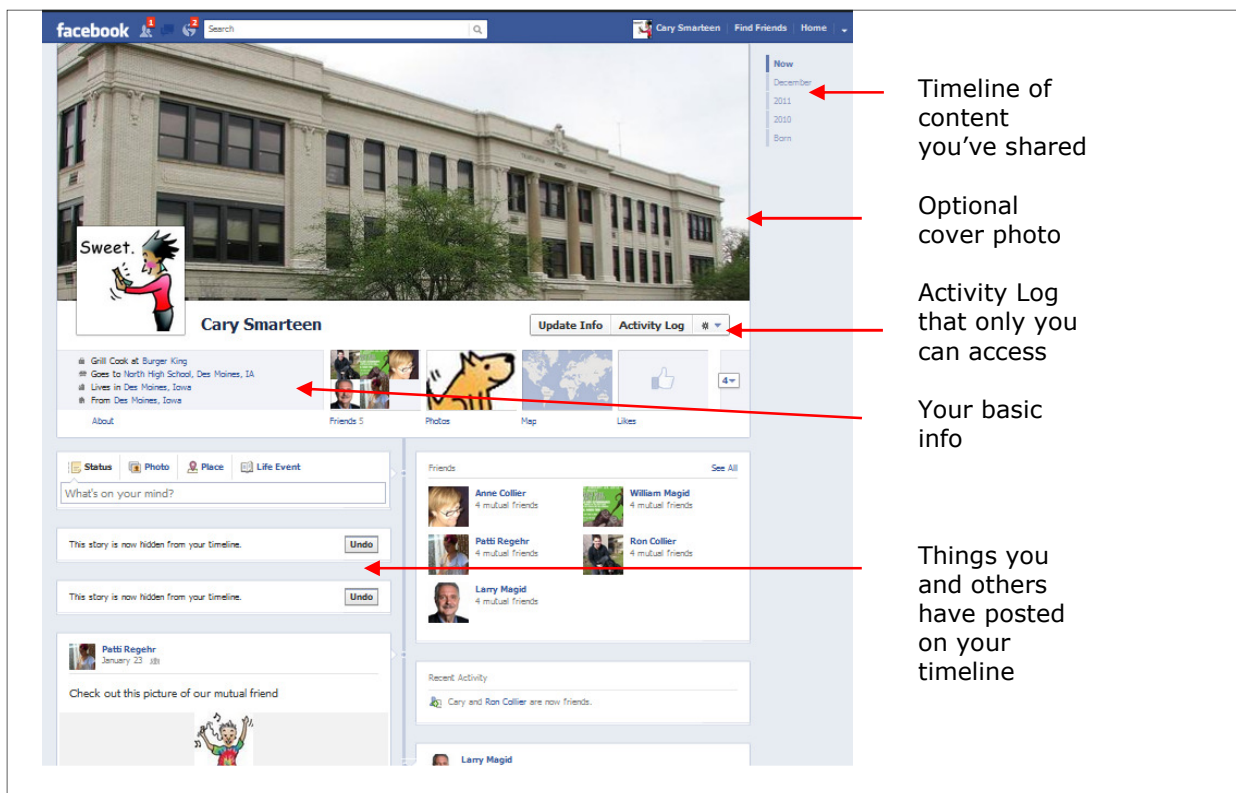 facebook
1
2
Search
Cary Smarteen
Find Friends
Home
Now
December
2011
2010
Born
Sweet.
Cary Smarteen
Update Info
Activity Log
Grill Cook at Burger King
Goes to North High School, Des Moines, IA
Lives in Des Moines, Iowa
From Des Moines, Iowa
About
Friends 5
Photos
Map
Likes
4
Status
Photo
Place
Life Event
What's on your mind?
This story is now hidden from your timeline.
Undo
This story is now hidden from your timeline.
Undo
Patti Regehr
January 23
Check out this picture of our mutual friend
Friends
See All
Anne Collier
4 mutual friends
William Magid
4 mutual friends
Patti Regehr
4 mutual friends
Ron Collier
4 mutual friends
Larry Magid
4 mutual friends
Recent Activity
Cary and Ron Collier are now friends.
Larry Magid
Timeline of
content
you’ve shared
Optional
cover photo
Activity Log
that only you
can access
Your basic
info
Things you
and others
have posted
on your
timeline